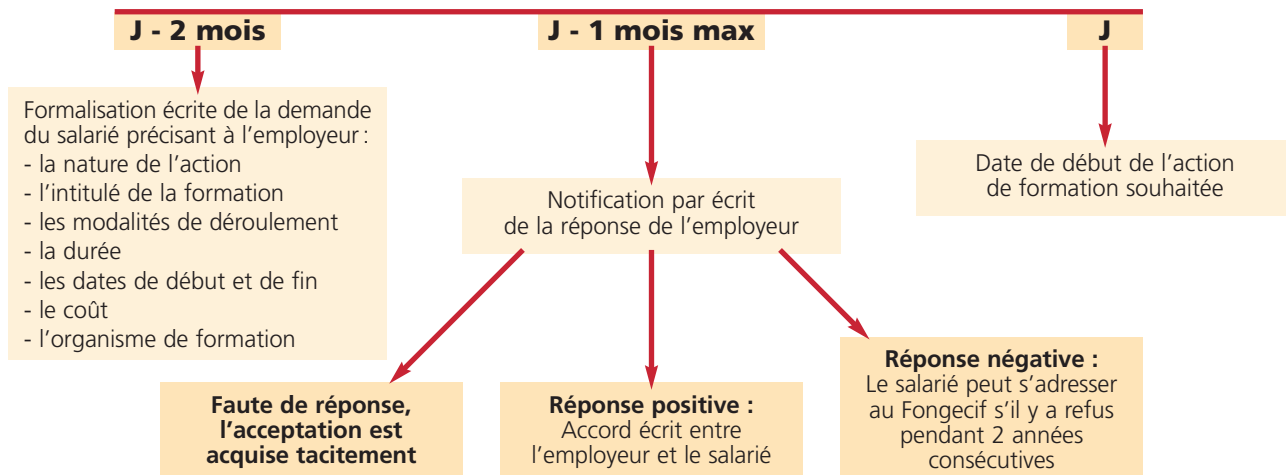 J - 2 mois
J - 1 mois max
J
Formalisation écrite de la demande
du salarié précisant à l’employeur :
- la nature de l’action
- l’intitulé de la formation
- les modalités de déroulement
- la durée
- les dates de début et de fin
- le coût
- l’organisme de formation
Notification par écrit
de la réponse de l’employeur
Date de début de l’action
de formation souhaitée
Faute de réponse,
l’acceptation est
acquise tacitement
Réponse positive :
Accord écrit entre
l’employeur et le salarié
Réponse négative :
Le salarié peut s’adresser
au Fongecif s’il y a refus
pendant 2 années
consécutives